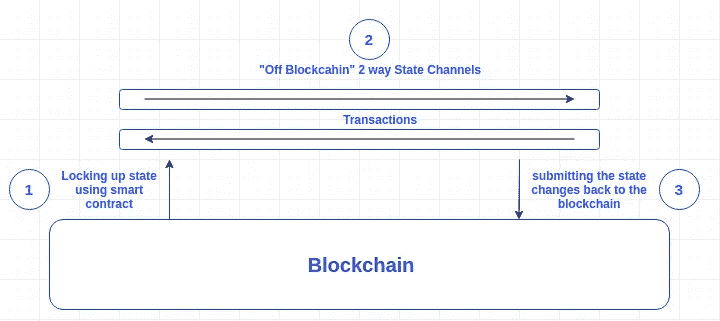 2
"Off Blockcahin" 2 way State Channels
Transactions
1
Locking up state
using smart
contract
submitting the state
changes back to the
blockchain
3
Blockchain